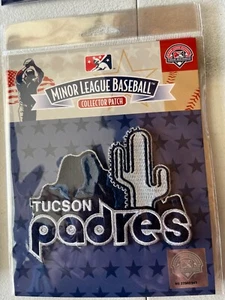 MINOR LEAGUE BASEBALL
COLLECTOR PATCH
TUCSON
padres